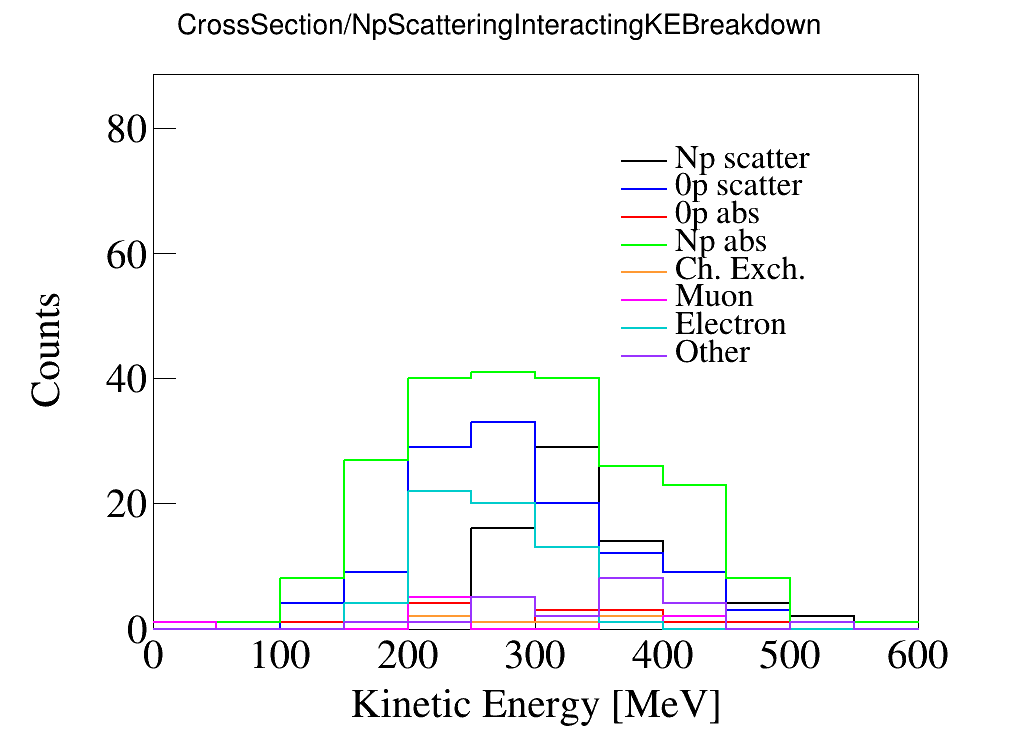 CrossSection/NpScatteringInteractingKEBreakdown
80
60
40
20
0
Counts
Np scatter
0p scatter
0p abs
Np abs
Ch. Exch.
Muon
Electron
Other
0 100 200 300 400 500 600
Kinetic Energy [MeV]